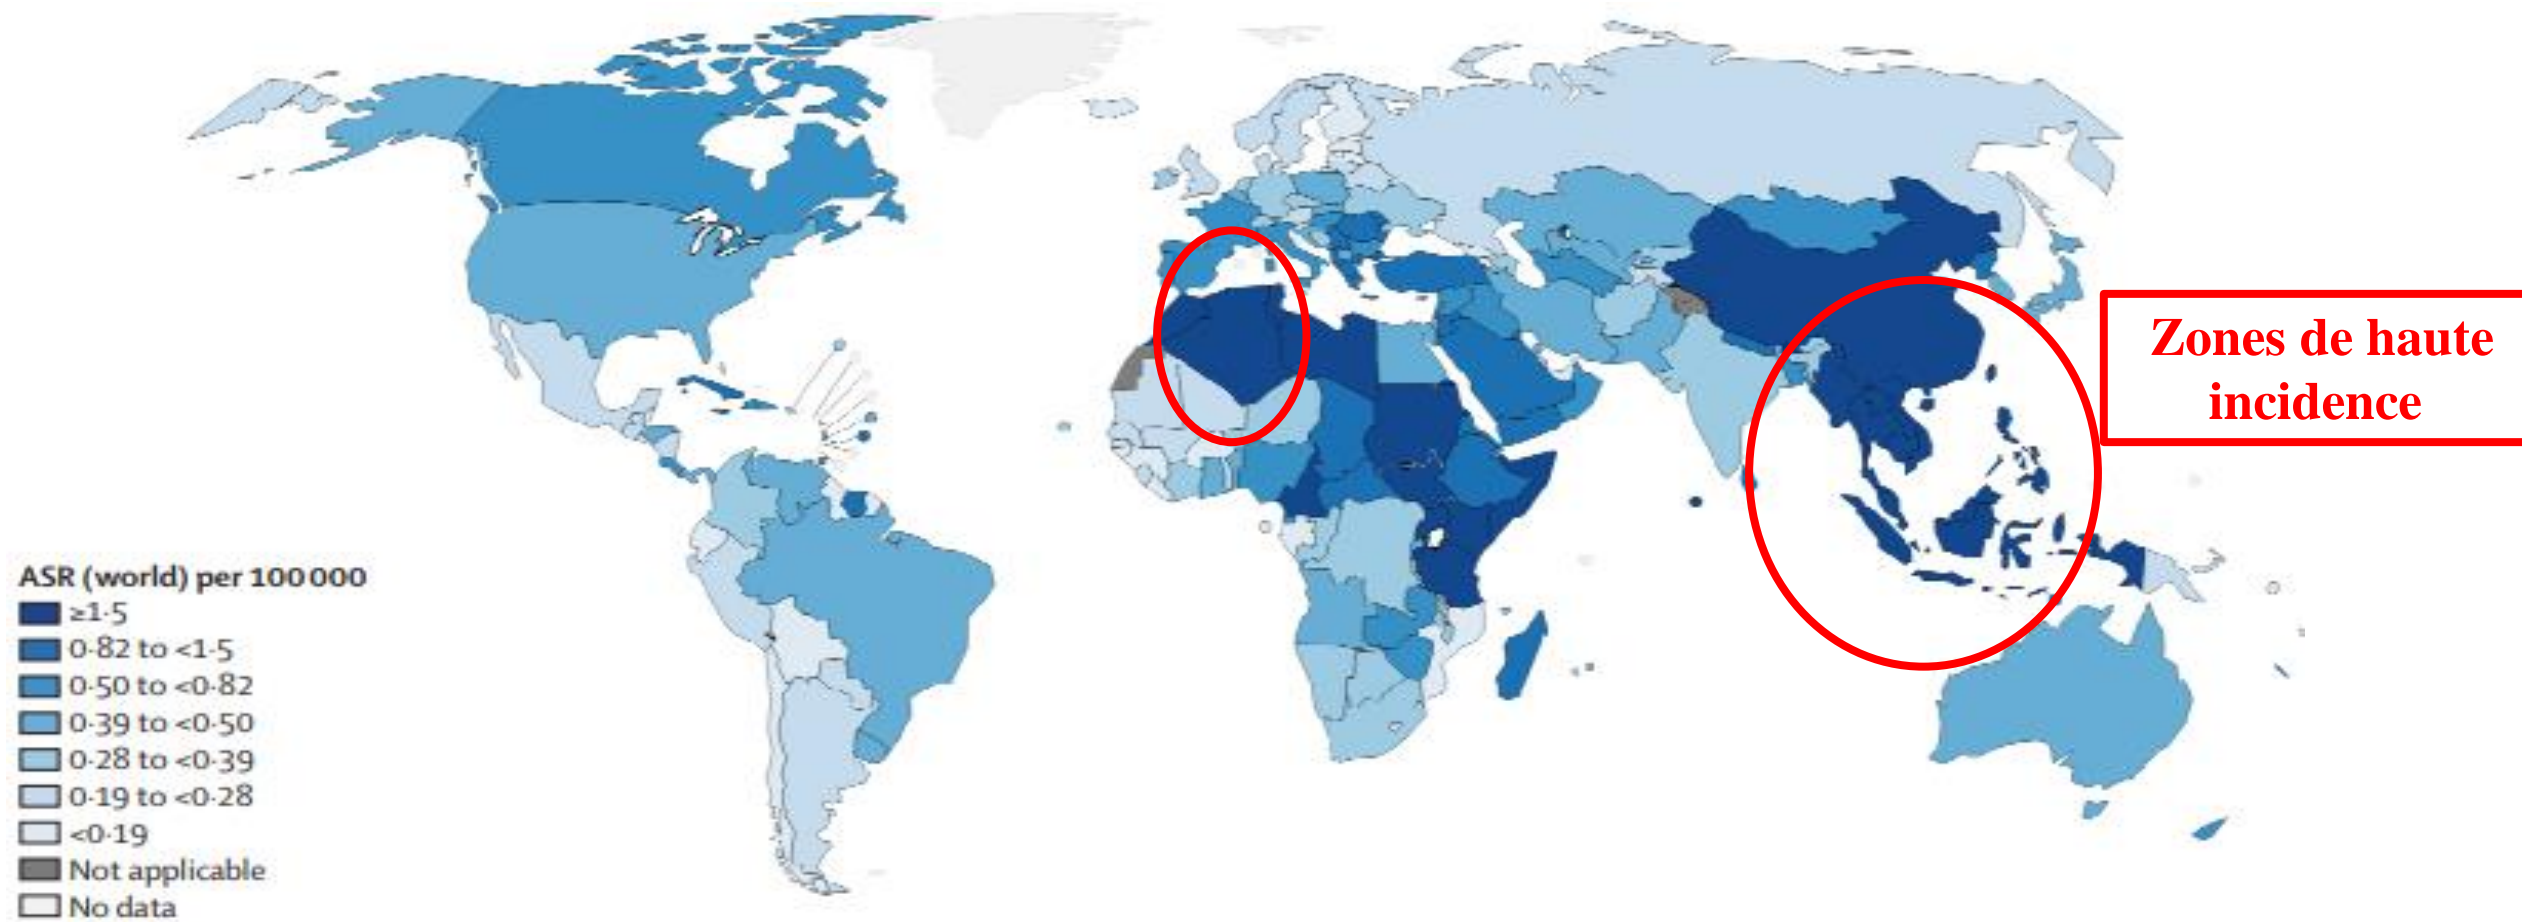 Zones de haute
incidence
ASR (world) per 100 000
≥1·5
0·82 to <1·5
0·50 to <0·82
0·39 to <0·50
0·28 to <0·39
0·19 to <0·28
<0·19
Not applicable
No data